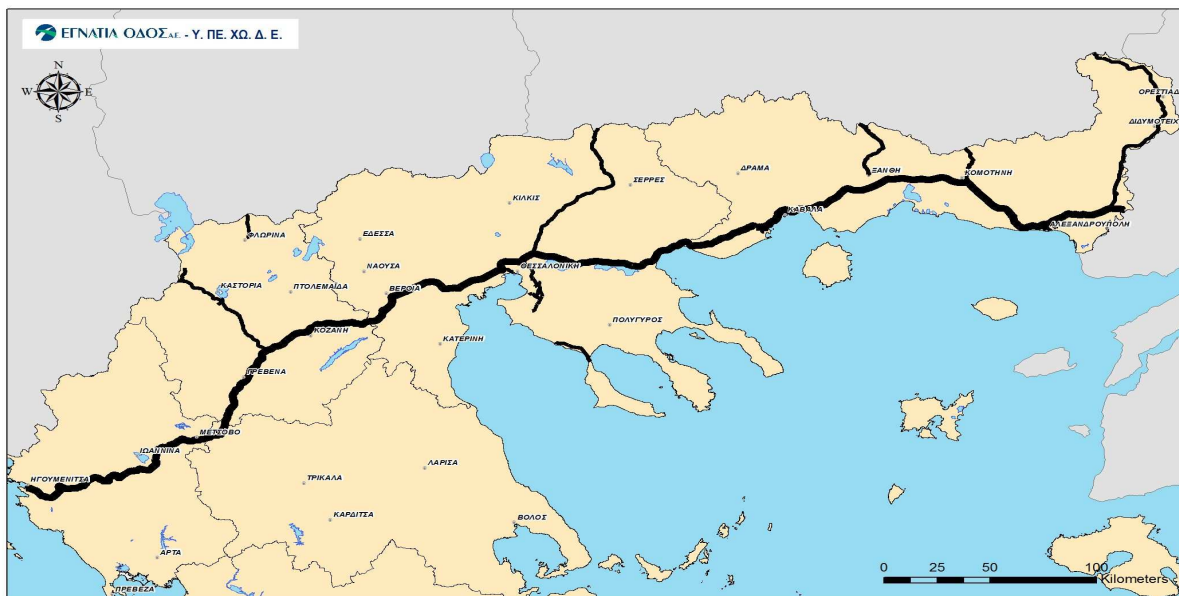 ΕΓΝΑΤΙΑ ΟΔΟΣ Α.Ε. - Υ. ΠΕ. ΧΩ. Δ. Ε.
N
W E
S
ΟΡΕΣΤΙΑΔ
ΔΙΔΥΜΟΤΕΙΧ
ΔΡΑΜΑ
ΞΑΝΘΗ
ΚΟΜΟΤΗΝΗ
ΣΕΡΡΕΣ
ΚΙΛΚΙΣ
ΚΑΒΑΛΑ
ΑΛΕΞΑΝΔΡΟΥΠΟΛΗ
ΦΛΩΡΙΝΑ
ΕΔΕΣΣΑ
ΝΑΟΥΣΑ
ΘΕΣΣΑΛΟΝΙΚΗ
ΚΑΣΤΟΡΙΑ
ΠΤΟΛΕΜΑΪΔΑ
ΒΕΡΟΙΑ
ΠΟΛΥΓΥΡΟΣ
ΚΟΖΑΝΗ
ΚΑΤΕΡΙΝΗ
ΓΡΕΒΕΝΑ
ΜΕΤΣΟΒΟ
ΙΩΑΝΝΙΝΑ
ΛΑΡΙΣΑ
ΗΓΟΥΜΕΝΙΤΣΑ
ΤΡΙΚΑΛΑ
ΚΑΡΔΙΤΣΑ
ΒΟΛΟΣ
ΑΡΤΑ
ΠΡΕΒΕΖΑ
0 25 50 100
Kilometers